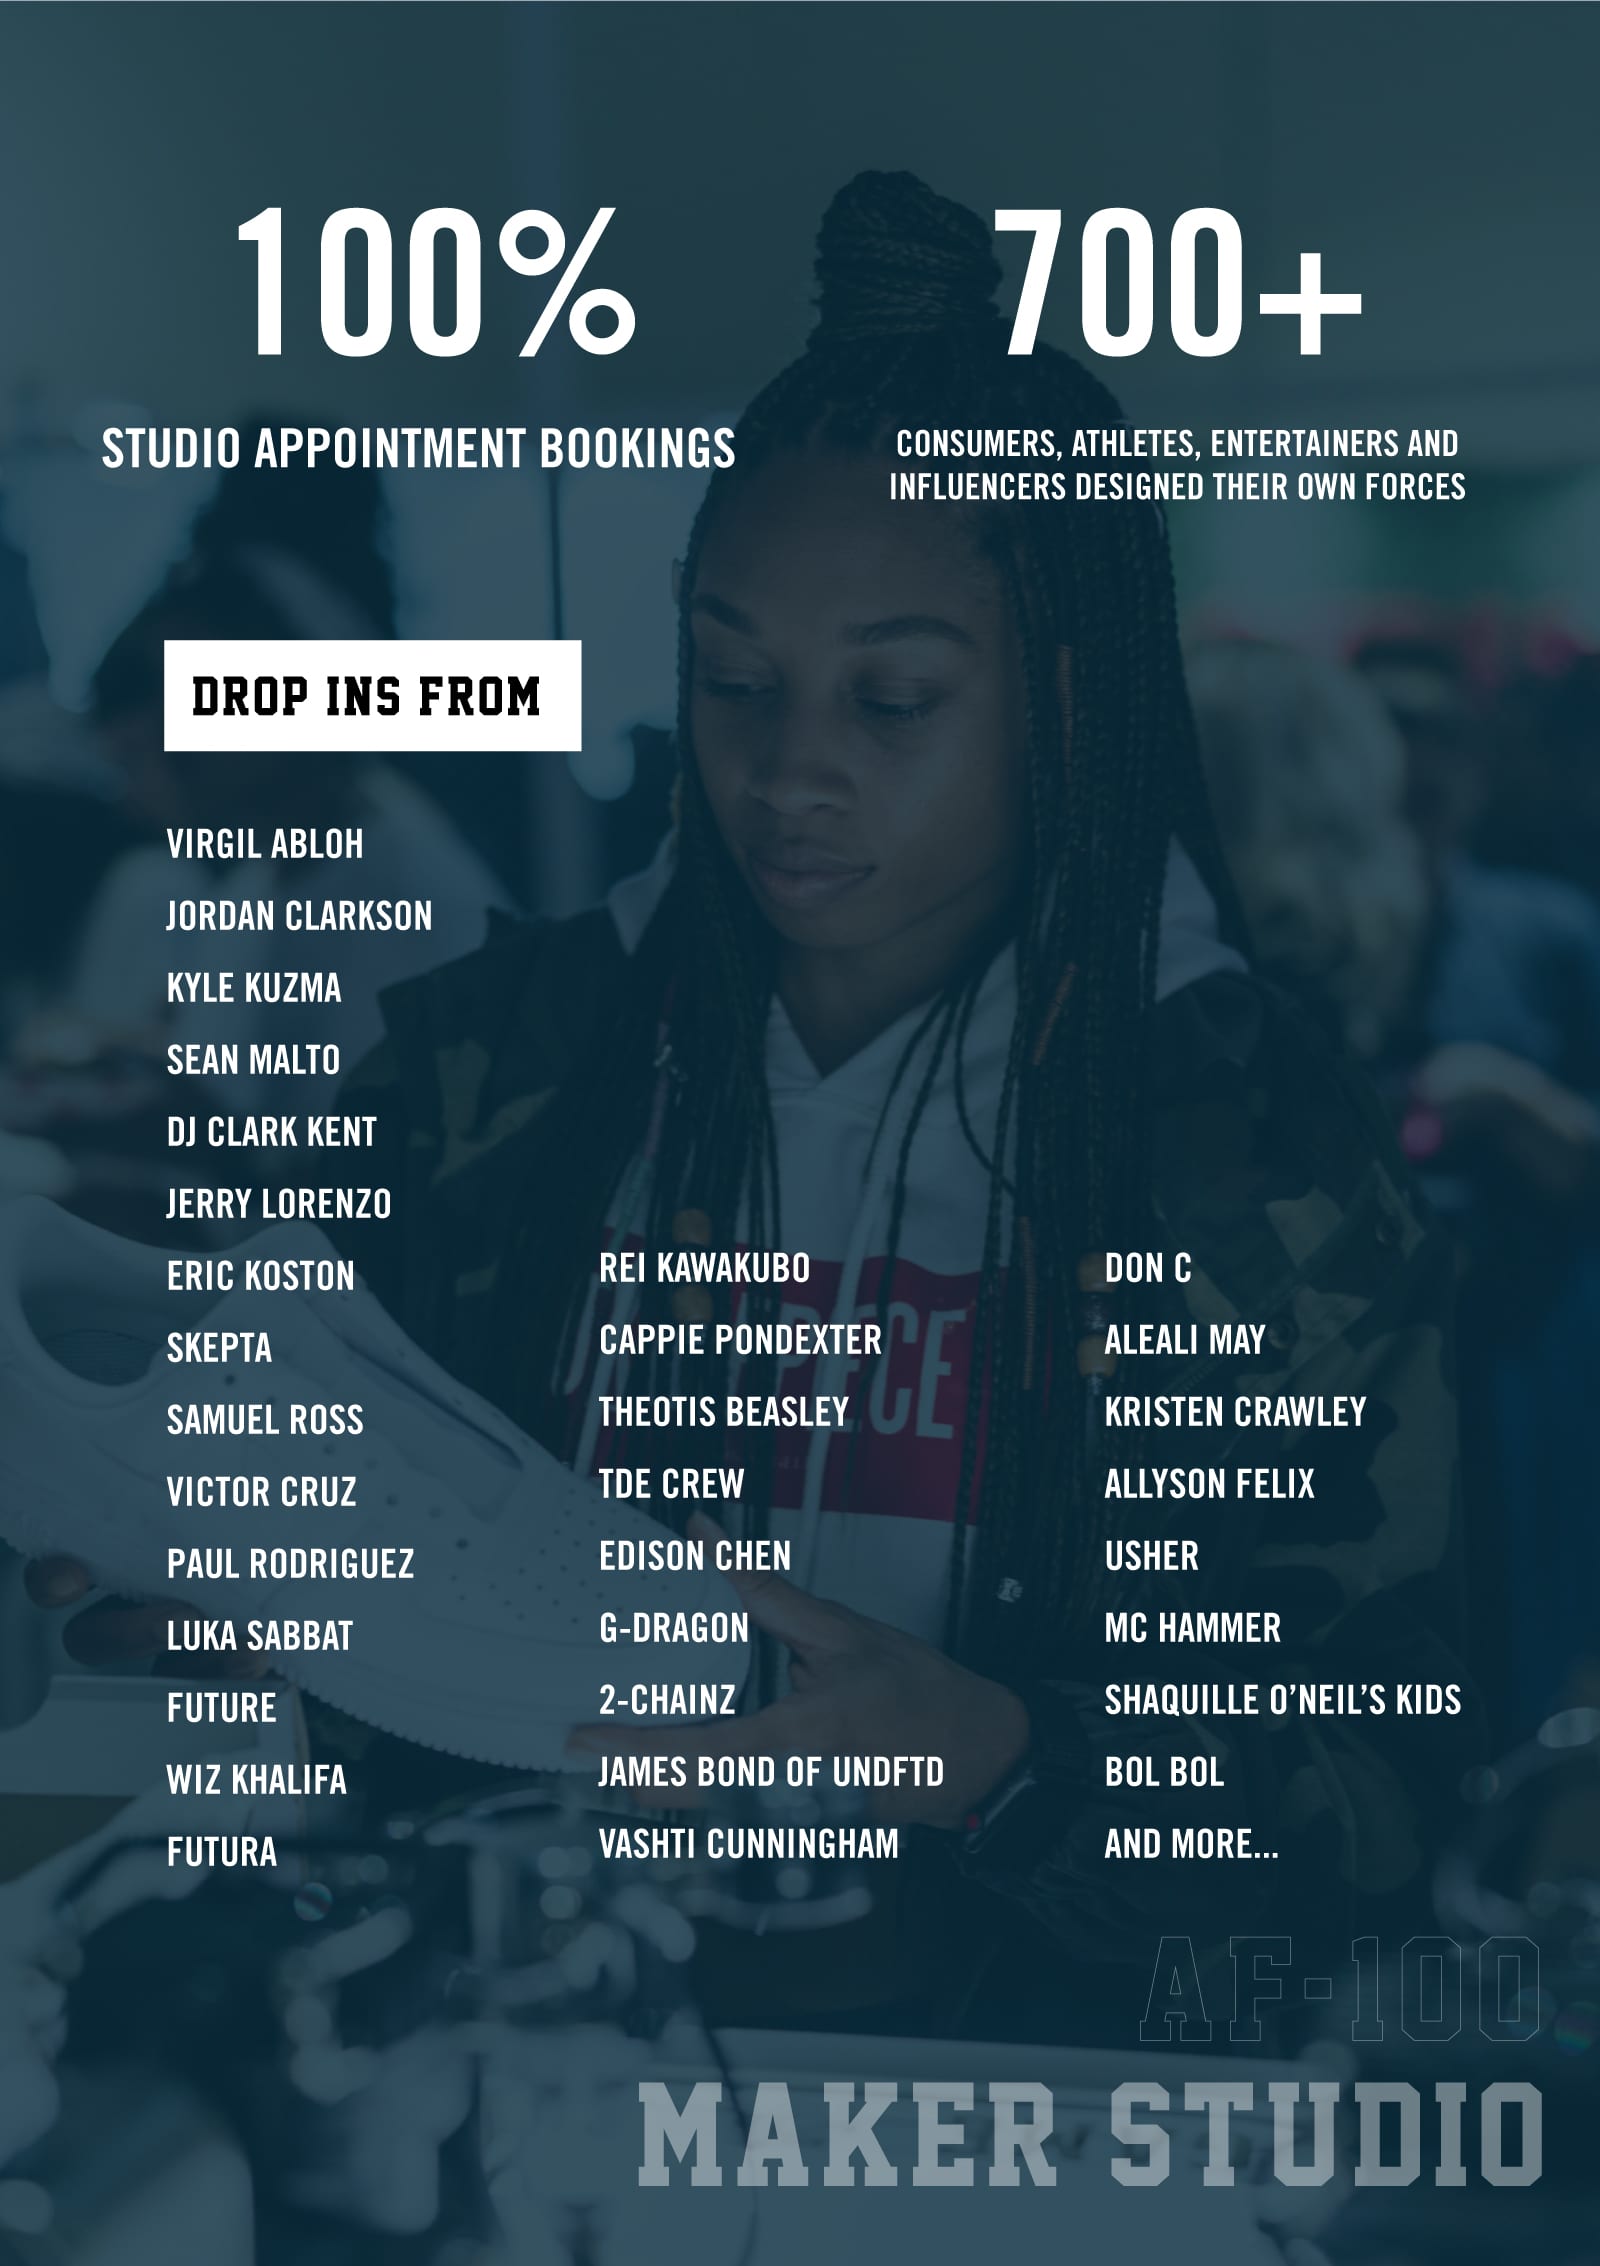 100%
STUDIO APPOINTMENT BOOKINGS
700+
CONSUMERS, ATHLETES, ENTERTAINERS AND
INFLUENCERS DESIGNED THEIR OWN FORCES
DROP INS FROM
VIRGIL ABLOH
JORDAN CLARKSON
KYLE KUZMA
SEAN MALTO
DJ CLARK KENT
JERRY LORENZO
ERIC KOSTON
SKEPTA
SAMUEL ROSS
VICTOR CRUZ
PAUL RODRIGUEZ
LUKA SABBAT
FUTURE
WIZ KHALIFA
FUTURA
REI KAWAKUBO
CAPPIE PONDEXTER
THEOTIS BEASLEY
TDE CREW
EDISON CHEN
G-DRAGON
2-CHAINZ
JAMES BOND OF UNDFTD
VASHTI CUNNINGHAM
DON C
ALEALI MAY
KRISTEN CRAWLEY
ALLYSON FELIX
USHER
MC HAMMER
SHAQUILLE O’NEIL’S KIDS
BOL BOL
AND MORE...
AF-100
MAKER STUDIO